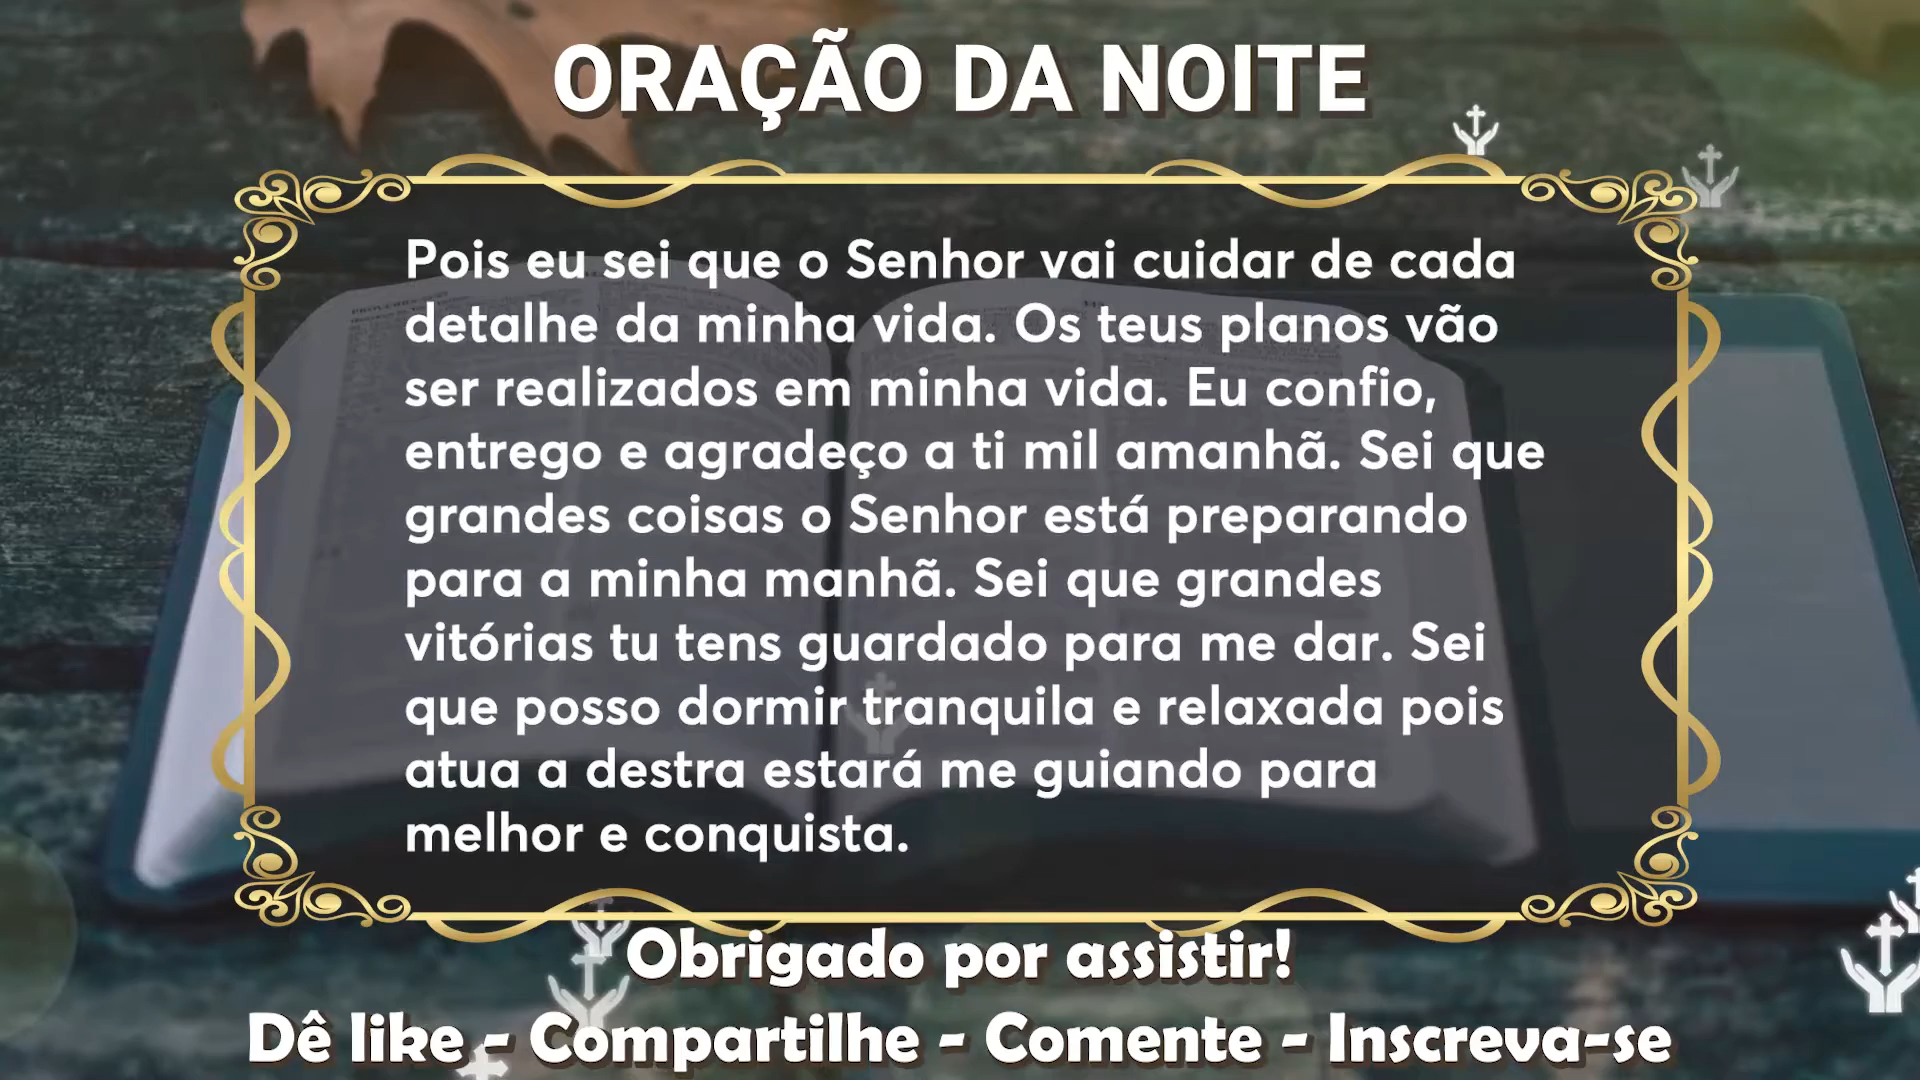 ORAÇÃO DA NOITE
Pois eu sei que o Senhor vai cuidar de cada
detalhe da minha vida. Os teus planos vão
ser realizados em minha vida. Eu confio,
entrego e agradeço a ti mil amanhã. Sei que
grandes coisas o Senhor está preparando
para a minha manhã. Sei que grandes
vitórias tu tens guardado para me dar. Sei
que posso dormir tranquila e relaxada pois
atua a destra estará me guiando para
melhor e conquista.
Obrigado por assistir!
Dê like - Compartilhe - Comente - Inscreva-se